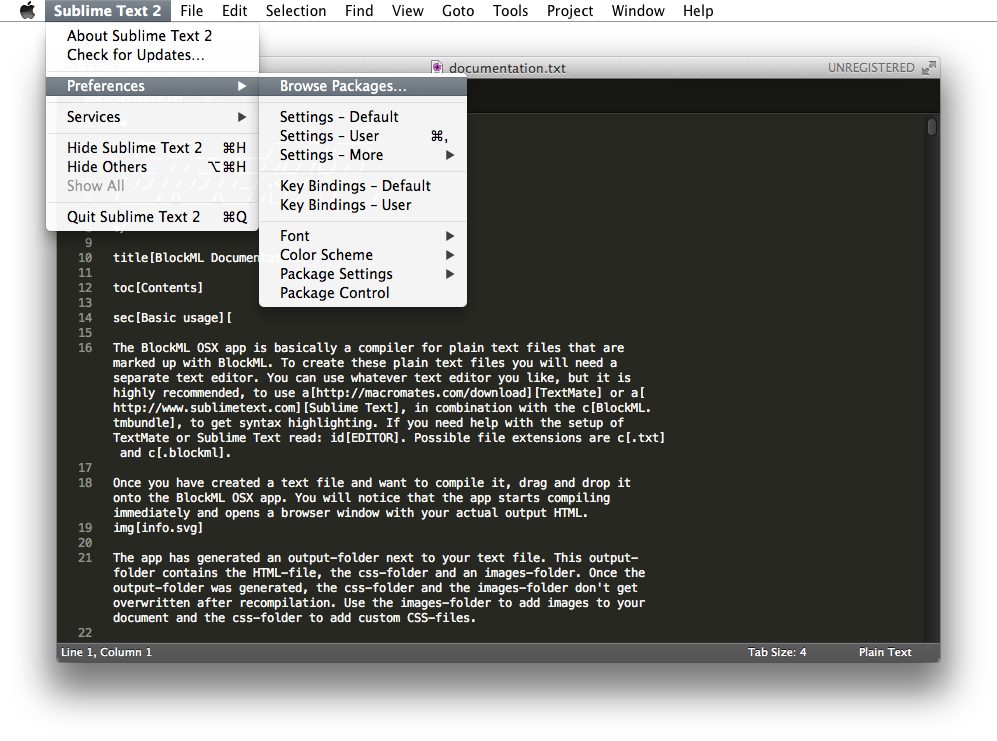 Sublime Text 2 File Edit Selection Find View Goto Tools Project Window Help
About Sublime Text 2
Check for Updates...
Preferences
Services
Hide Sublime Text 2 ⌘H
Hide Others ⌥⌘H
Show All
Quit Sublime Text 2 ⌘Q
Browse Packages...
Settings – Default
Settings – User ⌘,
Settings – More
Key Bindings – Default
Key Bindings – User
Font
Color Scheme
Package Settings
Package Control
documentation.txt
UNREGISTERED
9
10 title[BlockML
11
12 toc[Contents]
13
14 sec[Basic usage][
15
16 The BlockML OSX app is basically a compiler for plain text files that are
marked up with BlockML. To create these plain text files you will need a
separate text editor. You can use whatever text editor you like, but it is
highly recommended, to use a[http://macromates.com/download][TextMate] or a[
http://www.sublimetext.com][Sublime Text], in combination with the c[BlockML.
tmbundle], to get syntax highlighting. If you need help with the setup of
TextMate or Sublime Text read: id[EDITOR]. Possible file extensions are c[.txt]
and c[.blockml].
17
18 Once you have created a text file and want to compile it, drag and drop it
onto the BlockML OSX app. You will notice that the app starts compiling
immediately and opens a browser window with your actual output HTML.
19 img[info.svg]
20
21 The app has generated an output-folder next to your text file. This output-
folder contains the HTML-file, the css-folder and an images-folder. Once the
output-folder was generated, the css-folder and the images-folder don't get
overwritten after recompilation. Use the images-folder to add images to your
document and the css-folder to add custom CSS-files.
22
Line 1, Column 1
Tab Size: 4
Plain Text